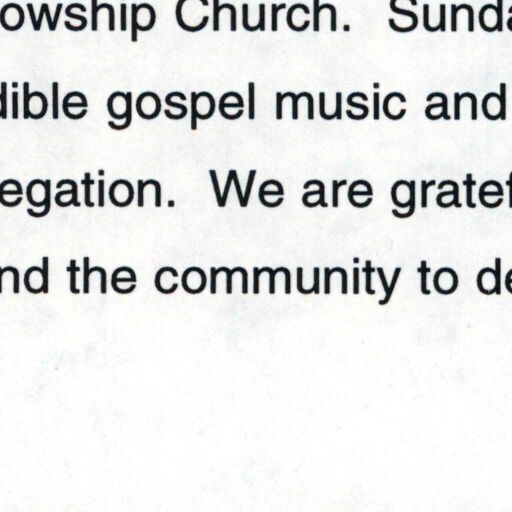 owship Church.  Sunda
dible gospel music and
egation.  We are gratef
nd the community to de